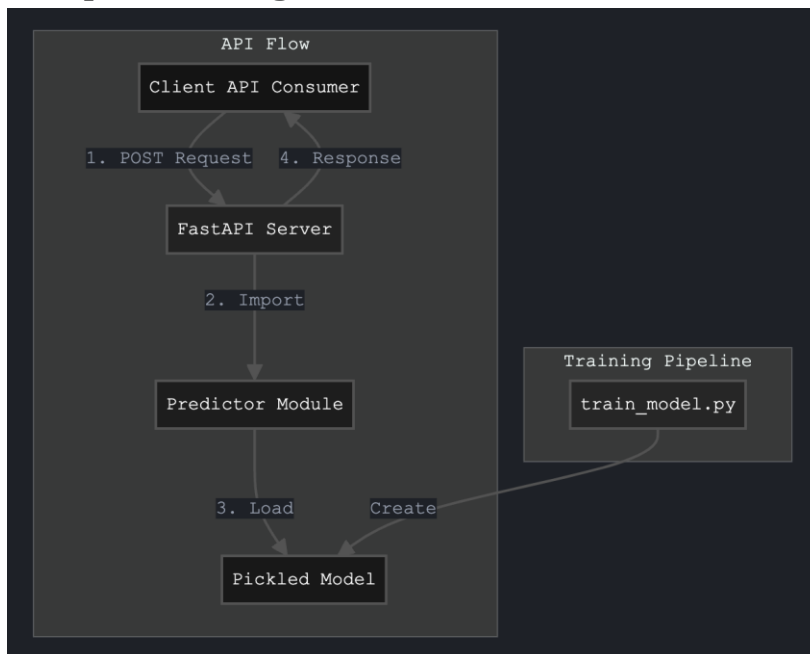 API Flow
Client API Consumer
1. POST Request
4. Response
FastAPI Server
2. Import
Training Pipeline
train_model.py
Predictor Module
3. Load
Create
Pickled Model